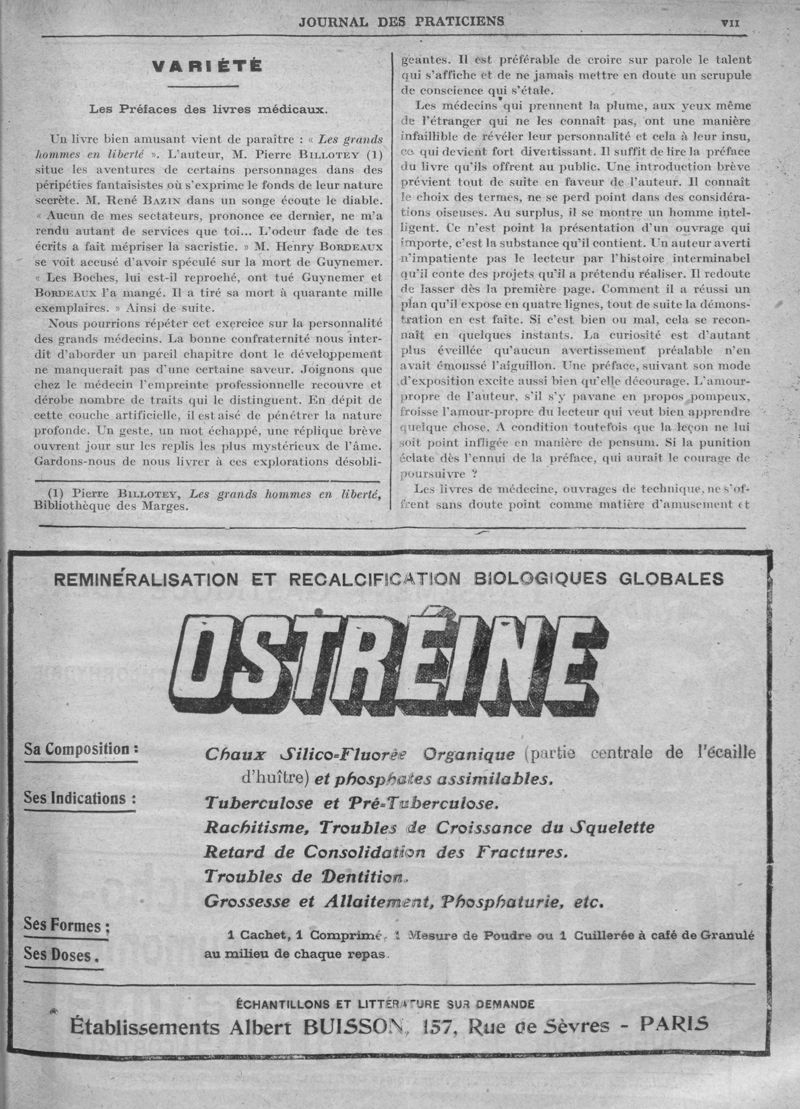 JOURNAL DES PRATICIENS
VII
VARIÉTÉ
Les Préfaces des livres médicaux.
Un livre bien amusant vient de paraître : « Les grands
hommes en liberté ». L'auteur, M. Pierre BILLOTEY (1)
situe les aventures de certains personnages dans des
péripéties fantaisistes où s'exprime le fonds de leur nature
secrète. M. René BAZIN dans un songe écoute le diable.
« Aucun de mes sectateurs, prononce ce dernier, ne m'a
rendu autant de services que toi... L'odeur fade de tes
écrits a fait mépriser la sacristie. » M. Henry BORDEAUX
se voit accusé d'avoir spéculé sur la mort de Guynemer.
« Les Boches, lui est-il reproché, ont tué Guynemer et
BORDEAUX l'a mangé. Il a tiré sa mort à quarante mille
exemplaires. » Ainsi de suite.
Nous pourrions répéter cet exercice sur la personnalité
des grands médecins. La bonne confraternité nous inter-
dit d'aborder un pareil chapitre dont le développement
ne manquerait pas d'une certaine saveur. Joignons que
chez le médecin l'empreinte professionnelle recouvre et
dérobe nombre de traits qui le distinguent. En dépit de
cette couche artificielle, il est aisé de pénétrer la nature
profonde. Un geste, un mot échappé, une réplique brève
ouvrent jour sur les replis les plus mystérieux de l'âme.
Gardons-nous de nous livrer à ces explorations désobli-
(1) Pierre BILLOTEY, Les grands hommes en liberté,
Bibliothèque des Marges.
geantes. Il est préférable de croire sur parole le talent
qui s'affiche et de ne jamais mettre en doute un scrupule
de conscience qui s'étale.
Les médecins qui prennent la plume, aux yeux même
de l'étranger qui ne les connaît pas, ont une manière
infaillible de révéler leur personnalité et cela à leur insu,
ce qui devient fort divertissant. Il suffit de lire la préface
du livre qu'ils offrent au public. Une introduction brève
prévient tout de suite en faveur de l'auteur. Il connaît
le choix des termes, ne se perd point dans des considéra-
tions oiseuses. Au surplus, il se montre un homme intel-
ligent. Ce n'est point la présentation d'un ouvrage qui
importe, c'est la substance qu'il contient. Un auteur averti
n'impatiente pas le lecteur par l'histoire interminabel
qu'il conte des projets qu'il a prétendu réaliser. Il redoute
de lasser dès la première page. Comment il a réussi un
plan qu'il expose en quatre lignes, tout de suite la démons-
tration en est faite. Si c'est bien ou mal, cela se recon-
naît en quelques instants. La curiosité est d'autant
plus éveillée qu'aucun avertissement préalable n'en
avait émoussé l'aiguillon. Une préface, suivant son mode
d'exposition excite aussi bien qu'elle décourage. L'amour-
propre de l'auteur, s'il s'y pavane en propos pompeux,
froisse l'amour-propre du lecteur qui veut bien apprendre
quelque chose. A condition toutefois que la leçon ne lui
soit point infligée en manière de pensum. Si la punition
éclate dès l'ennui de la préface, qui aurait le courage de
poursuivre ?
Les livres de médecine, ouvrages de technique, ne s'of-
frent sans doute point comme matière d'amusement et
REMINÉRALISATION ET RECALCIFICATION BIOLOGIQUES GLOBALES
OSTRÉINE
Sa Composition :
Chaux Silico-Fluorée Organique (partie centrale de l'écaille
d'huître) et phosphates assimilables.
Ses Indications :
Tuberculose et Pré-Tuberculose.
Rachitisme, Troubles de Croissance du Squelette
Retard de Consolidation des Fractures.
Troubles de Dentition.
Grossesse et Allaitement, Phosphaturie, etc.
Ses Formes :
Ses Doses.
1 Cachet, 1 Comprimé, 1 Mesure de Poudre ou 1 Cuillerée à café de Granulé
au milieu de chaque repas.
ÉCHANTILLONS ET LITTÉRATURE SUR DEMANDE
Établissements Albert BUISSON, 157, Rue de Sèvres - PARIS